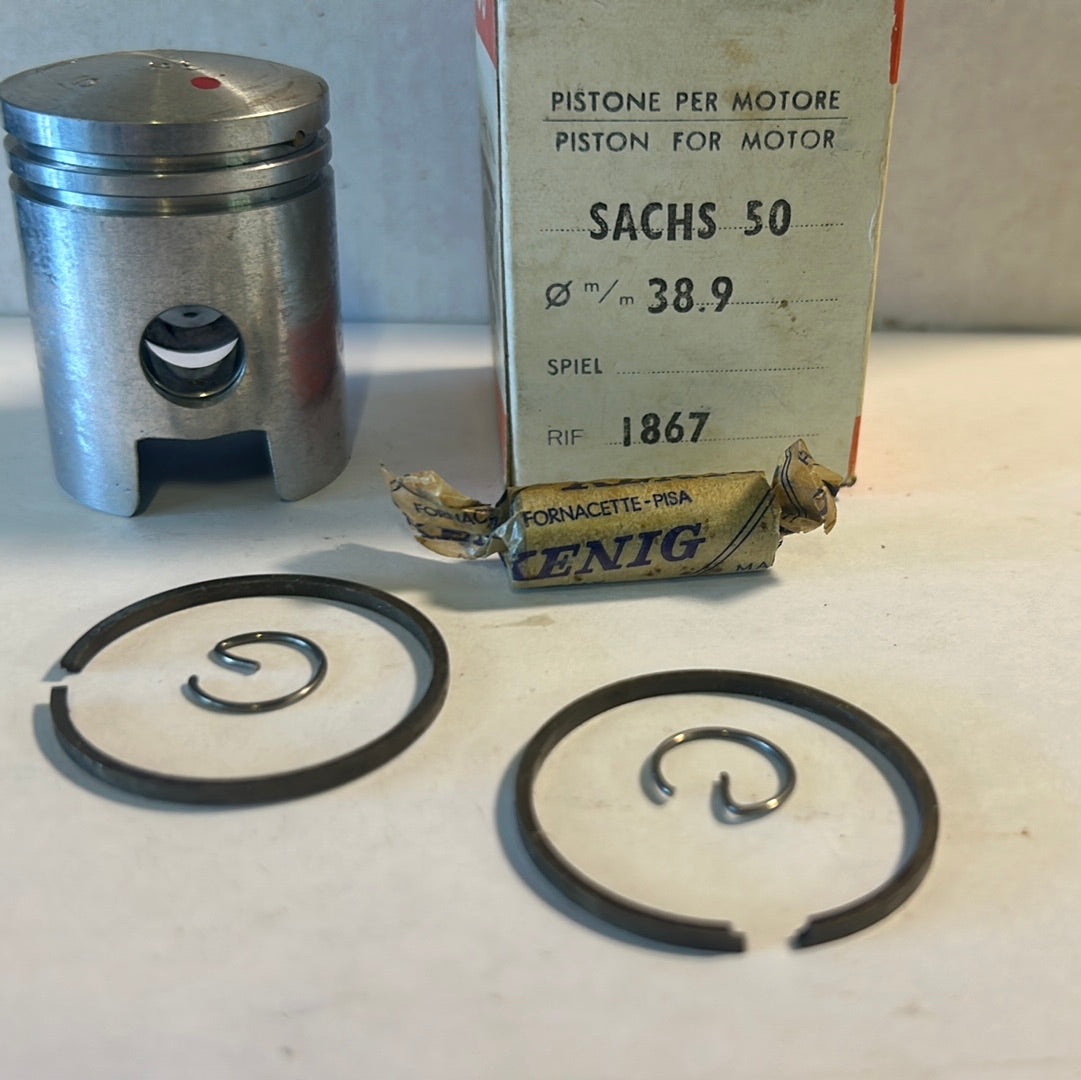 PISTONE PER MOTORE
PISTON FOR MOTOR
SACHS 50
Ø m/m 38.9
SPIEL
RIF 1867
FORNACETTE-PISA
KENIG